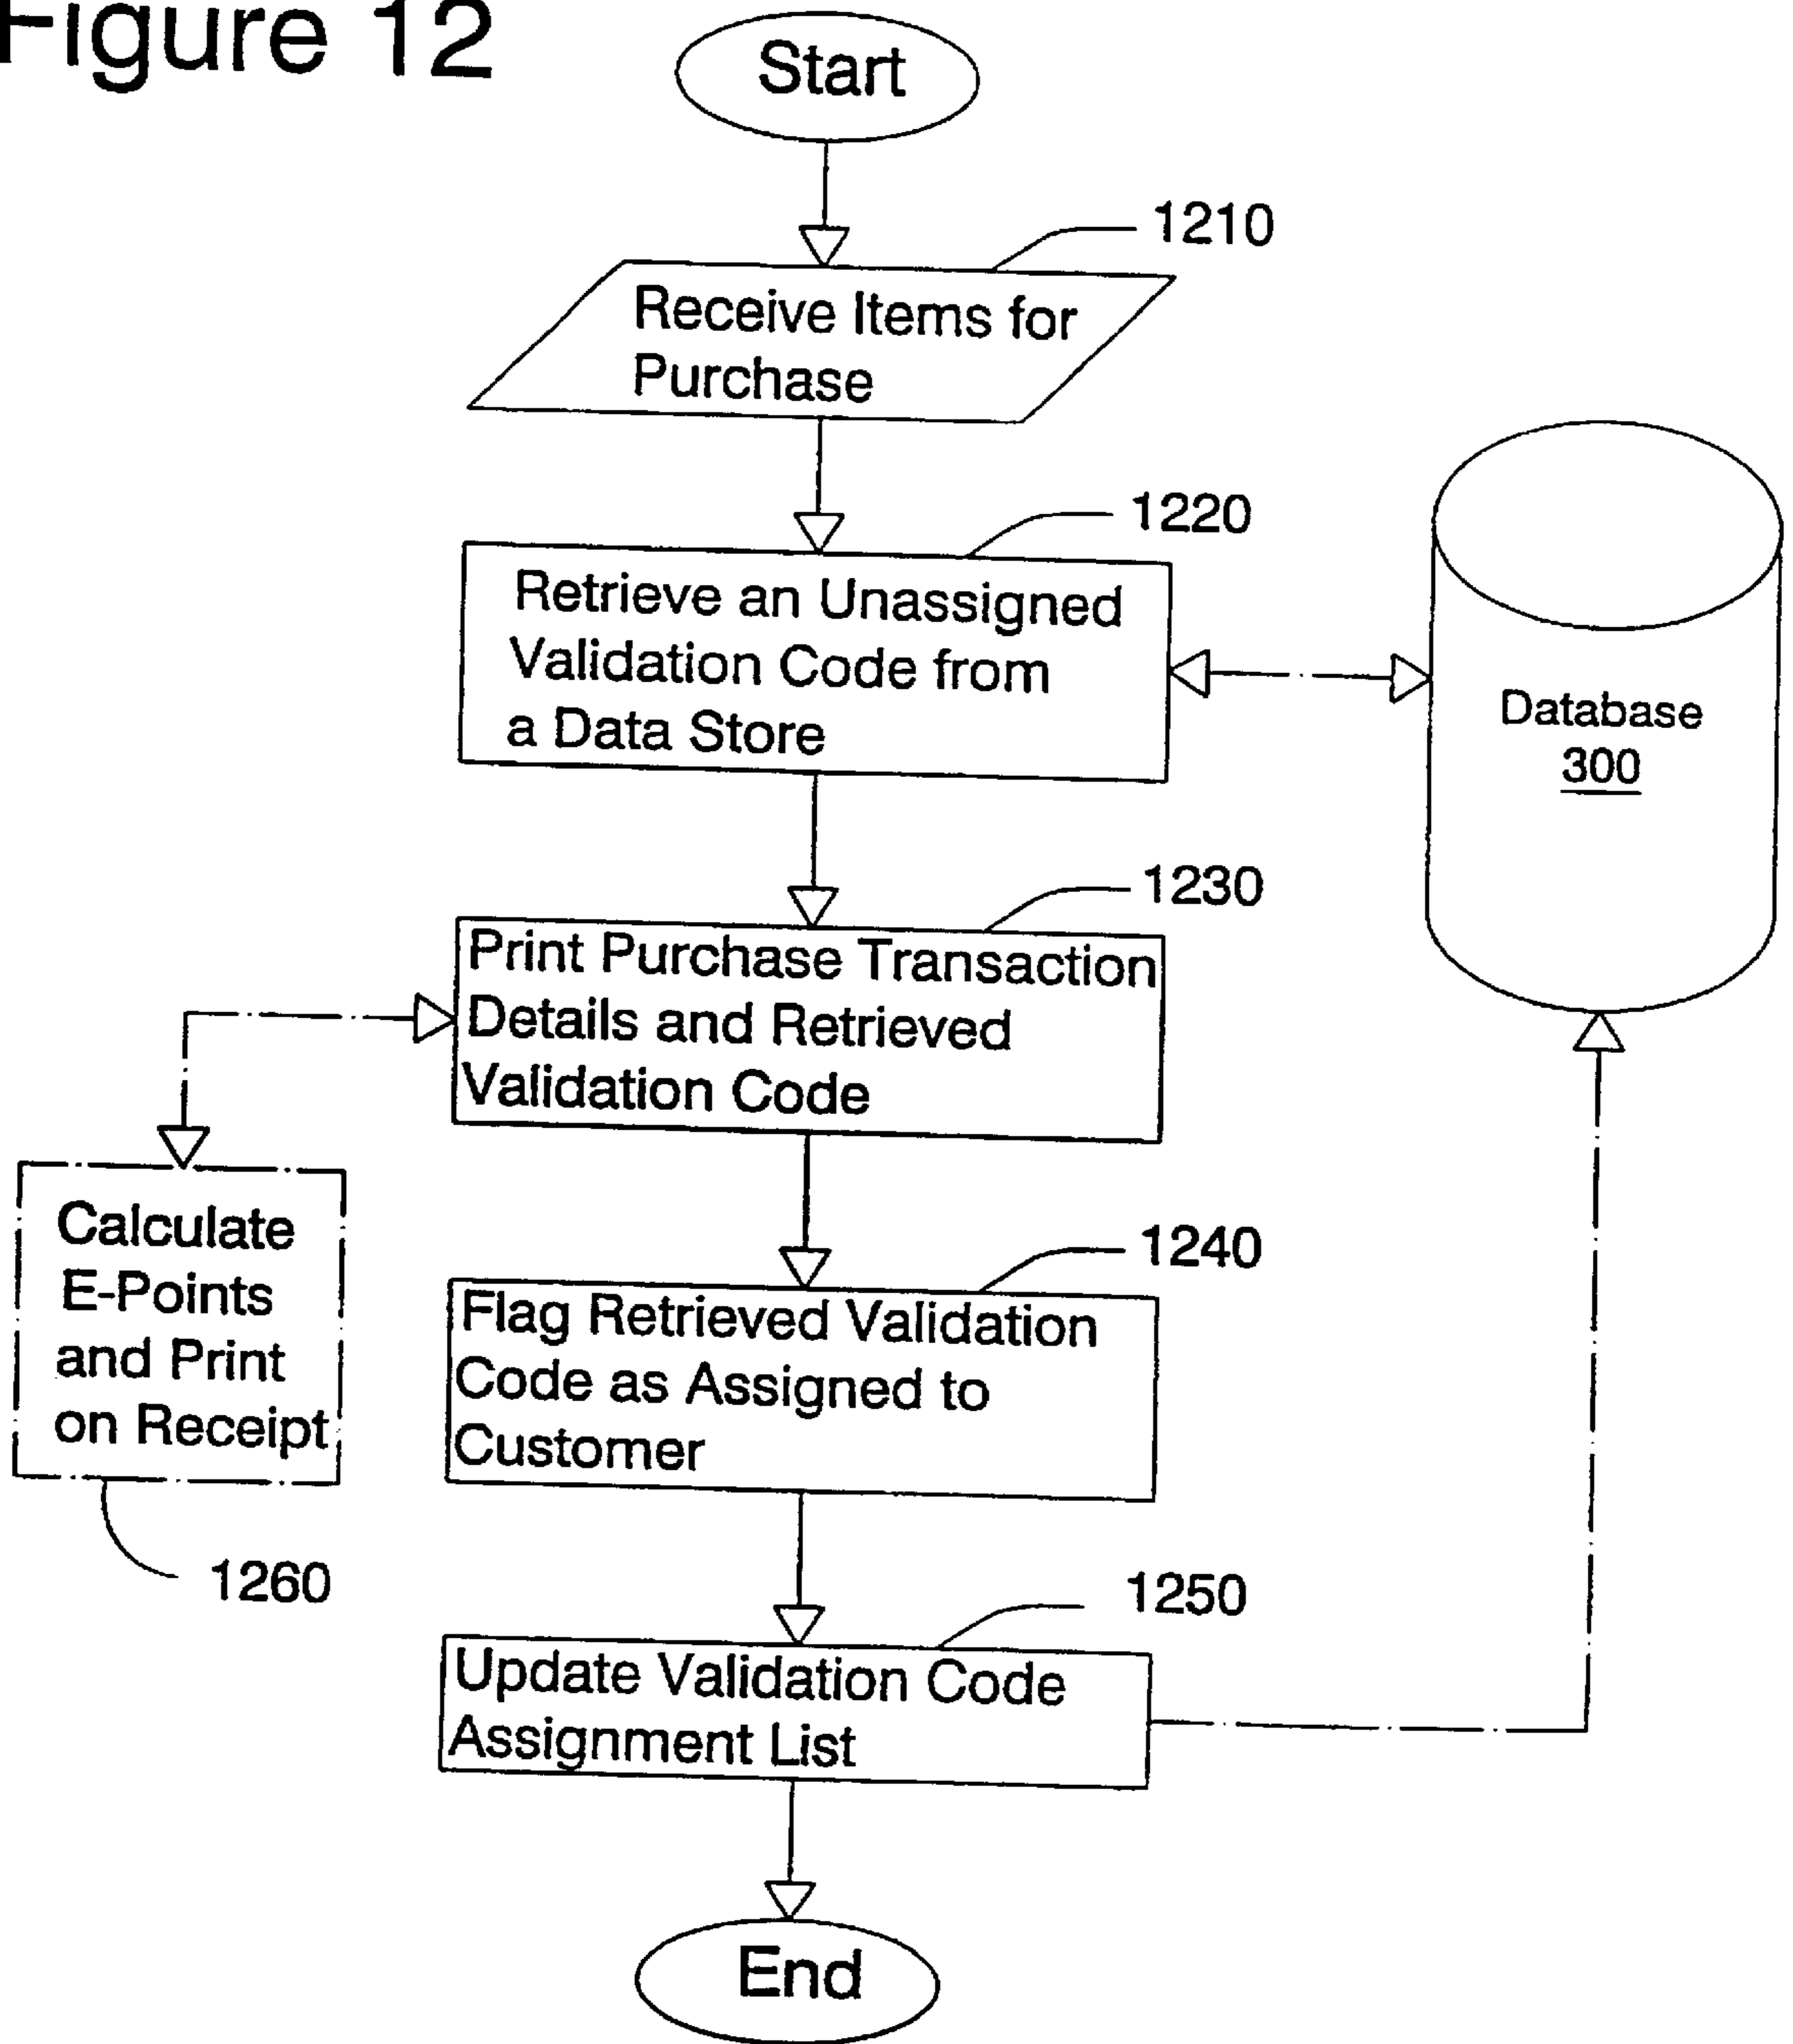 Figure 12
Start
1210
Receive Items for
Purchase
1220
Retrieve an Unassigned
Validation Code from
a Data Store
Database
300
1230
Print Purchase Transaction
Details and Retrieved
Validation Code
Calculate
E-Points
and Print
on Receipt
1260
1240
Flag Retrieved Validation
Code as Assigned to
Customer
1250
Update Validation Code
Assignment List
End